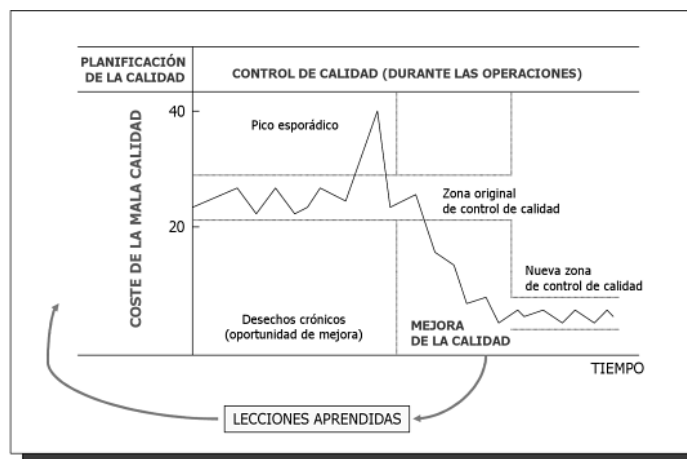 PLANIFICACIÓN
DE LA CALIDAD
CONTROL DE CALIDAD (DURANTE LAS OPERACIONES)
COSTE DE LA MALA CALIDAD
40
20
Pico esporádico
Zona original
de control de calidad
Nueva zona
de control de calidad
Desechos crónicos
(oportunidad de mejora)
MEJORA
DE LA CALIDAD
TIEMPO
LECCIONES APRENDIDAS